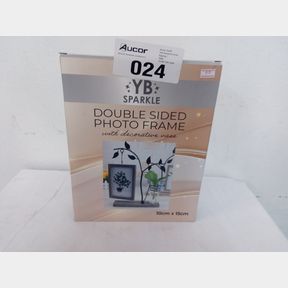 Aucor
024
YB
SPARKLE
DOUBLE SIDED
PHOTO FRAME
with decorative vase
10cm x 15cm